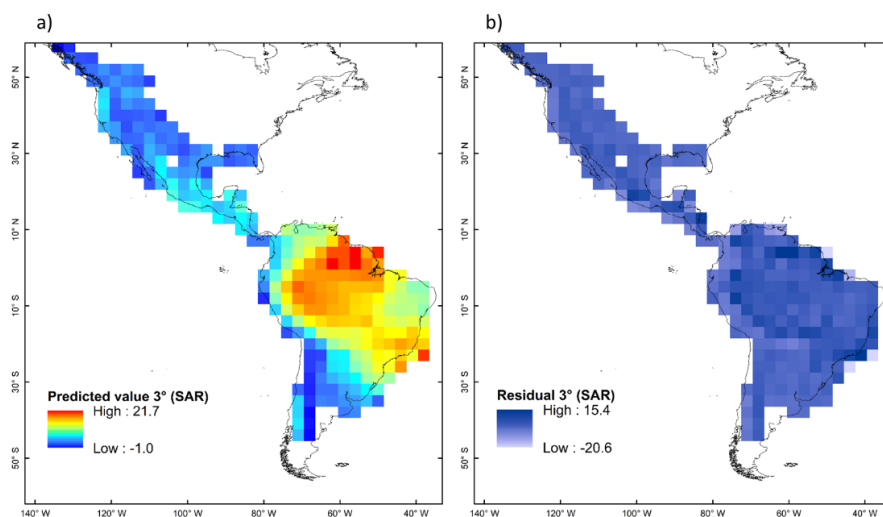 a)
b)
50° N
30° N
10° N
10° S
30° S
50° S
Predicted value 3° (SAR)
High : 21.7
Low : -1.0
140° W
120° W
100° W
80° W
60° W
40° W
50° N
30° N
10° N
10° S
30° S
50° S
Residual 3° (SAR)
High : 15.4
Low : -20.6
140° W
120° W
100° W
80° W
60° W
40° W